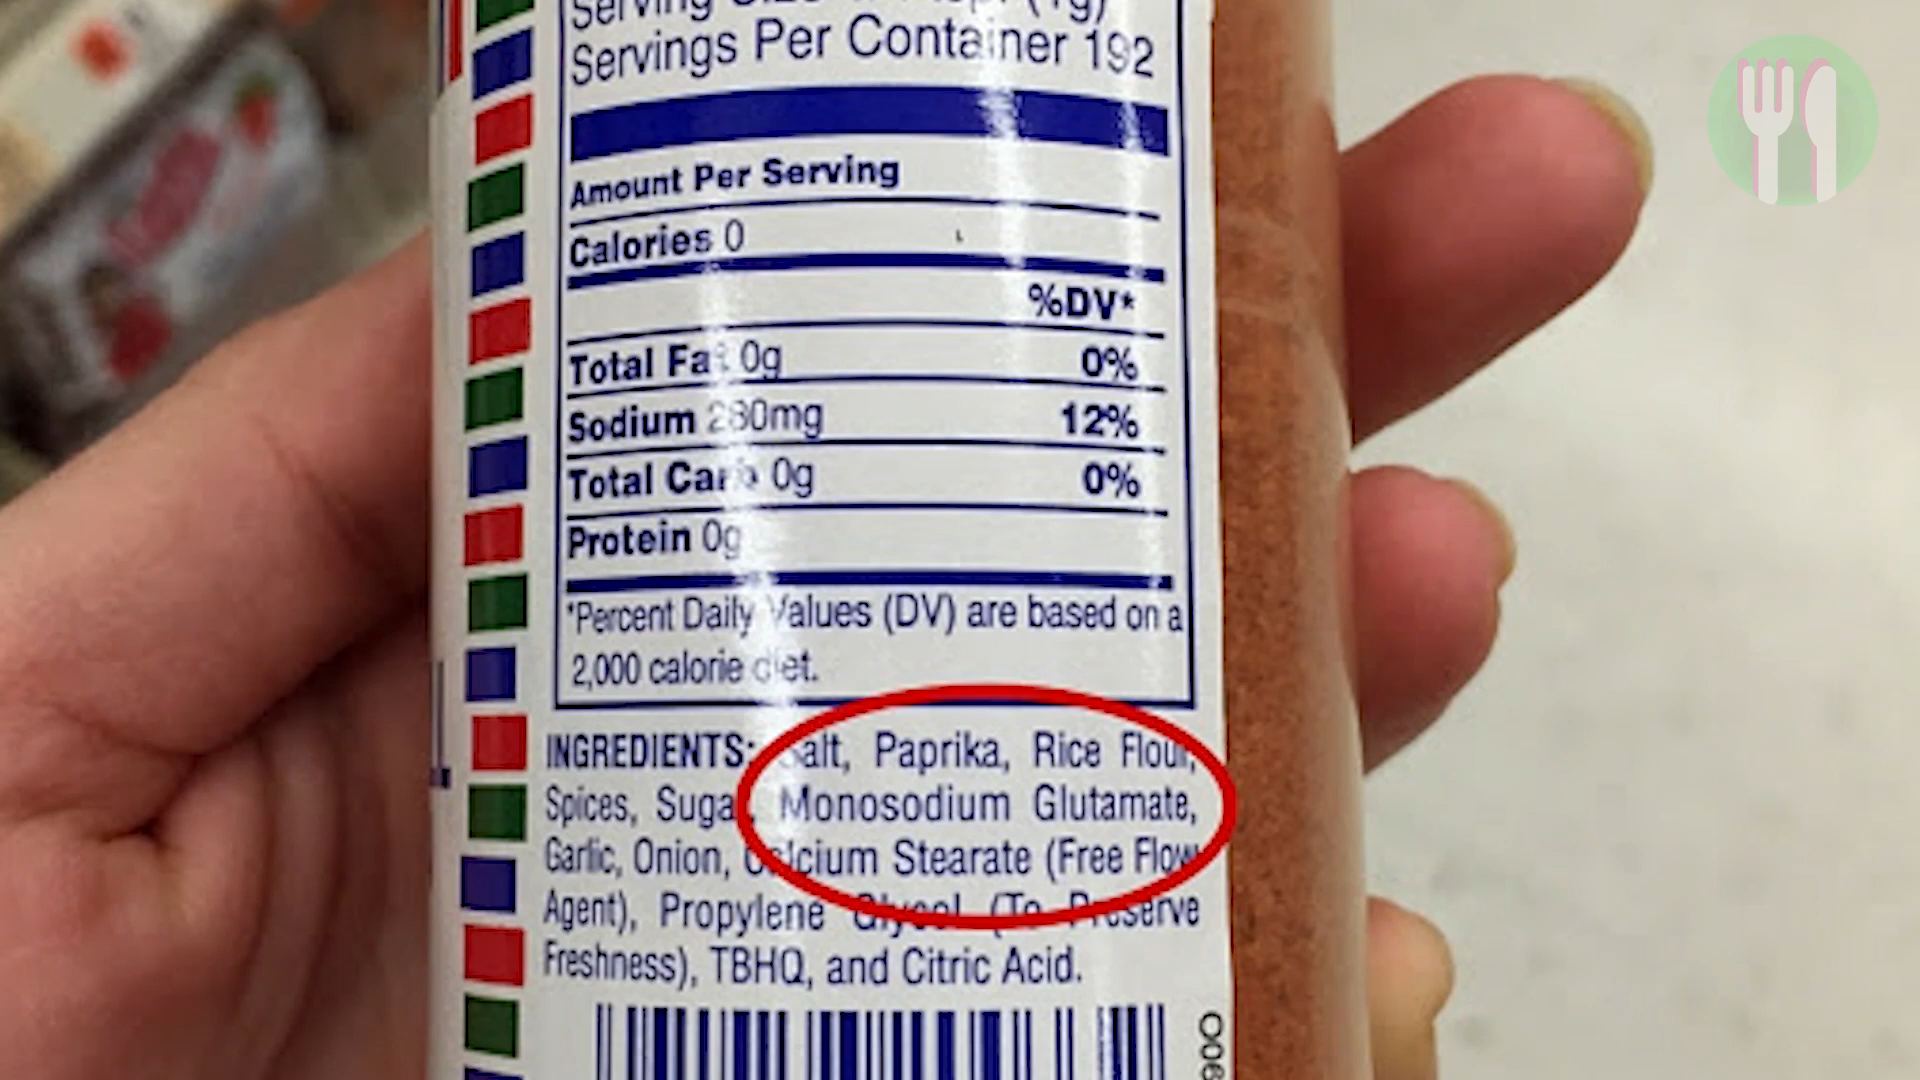 Serving Size
Servings Per Container 192
Amount Per Serving
Calories 0
%DV*
Total Fat 0g 0%
Sodium 280mg 12%
Total Carb 0g 0%
Protein 0g
*Percent Daily Values (DV) are based on a
2,000 calorie diet.
INGREDIENTS: Salt, Paprika, Rice Flour,
Spices, Sugar, Monosodium Glutamate,
Garlic, Onion, Calcium Stearate (Free Flow
Agent), Propylene Glycol (To Preserve
Freshness), TBHQ, and Citric Acid.